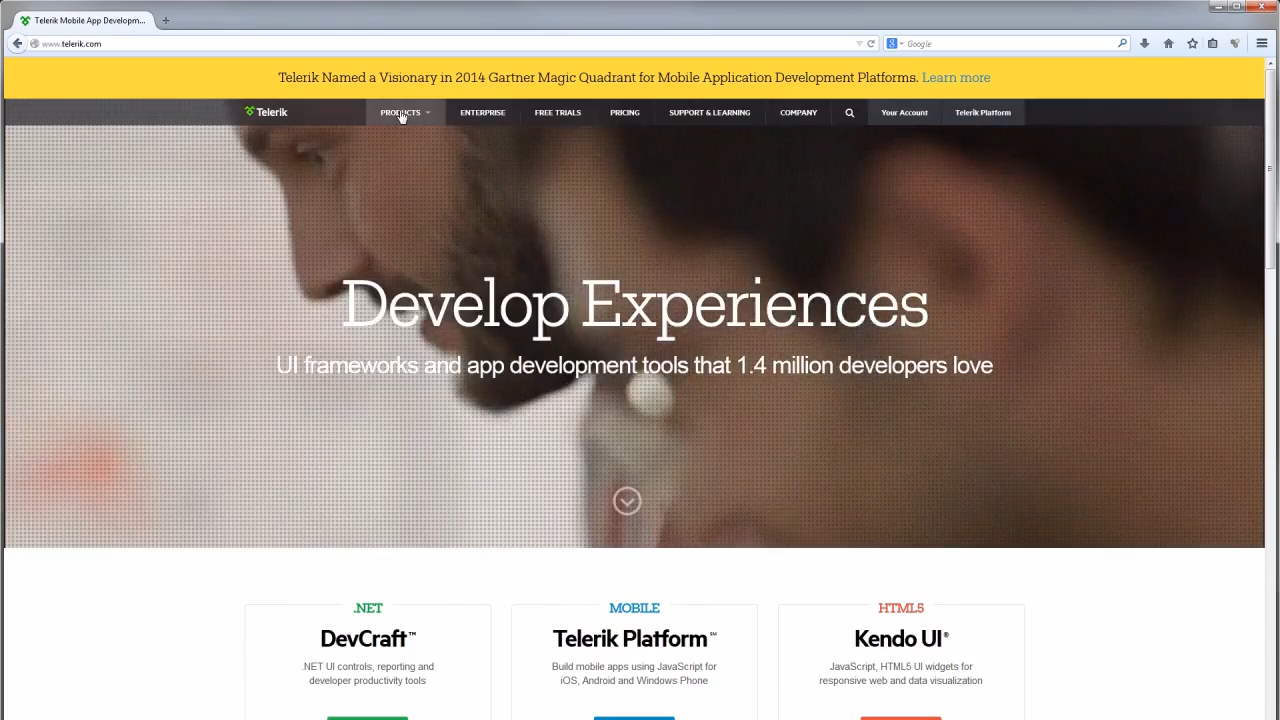 Telerik Mobile App Developm...
www.telerik.com
Google
Telerik Named a Visionary in 2014 Gartner Magic Quadrant for Mobile Application Development Platforms. Learn more
Telerik PRODUCTS ENTERPRISE FREE TRIALS PRICING SUPPORT & LEARNING COMPANY Your Account Telerik Platform
Develop Experiences
UI frameworks and app development tools that 1.4 million developers love
.NET
DevCraft™
.NET UI controls, reporting and
developer productivity tools
MOBILE
Telerik Platform℠
Build mobile apps using JavaScript for
iOS, Android and Windows Phone
HTML5
Kendo UI®
JavaScript, HTML5 UI widgets for
responsive web and data visualization